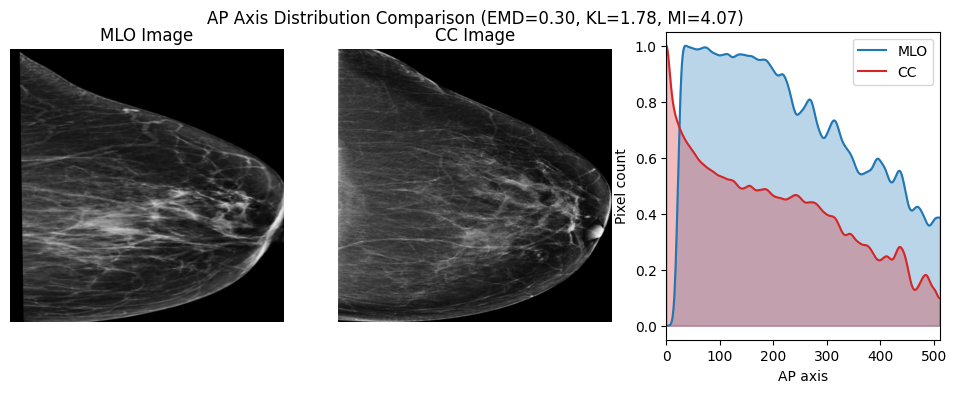 AP Axis Distribution Comparison (EMD=0.30, KL=1.78, MI=4.07)
MLO Image
CC Image
MLO
CC
1.0
0.8
0.6
0.4
0.2
0.0
Pixel count
0 100 200 300 400 500
AP axis